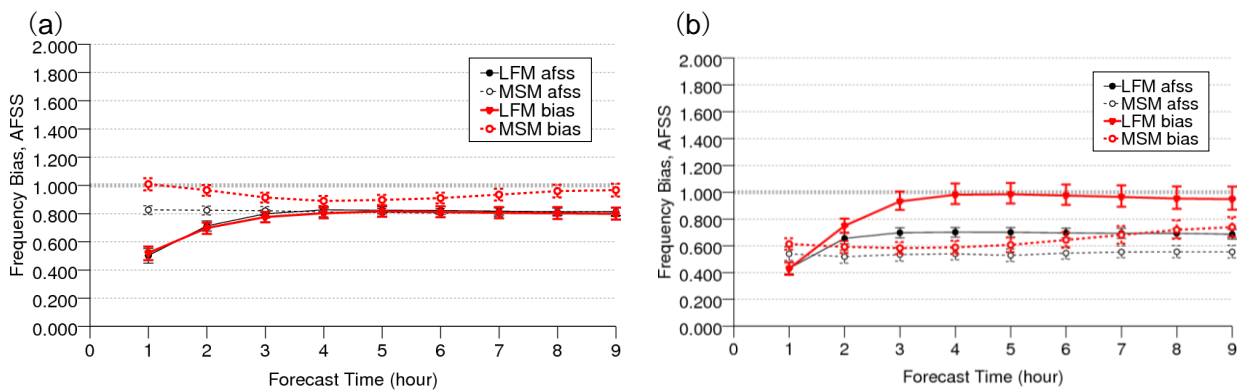 (a)
2.000
1.800
1.600
1.400
1.200
1.000
0.800
0.600
0.400
0.200
0.000
Frequency Bias, AFSS
LFM afss
MSM afss
LFM bias
MSM bias
0 1 2 3 4 5 6 7 8 9
Forecast Time (hour)
(b)
2.000
1.800
1.600
1.400
1.200
1.000
0.800
0.600
0.400
0.200
0.000
Frequency Bias, AFSS
LFM afss
MSM afss
LFM bias
MSM bias
0 1 2 3 4 5 6 7 8 9
Forecast Time (hour)